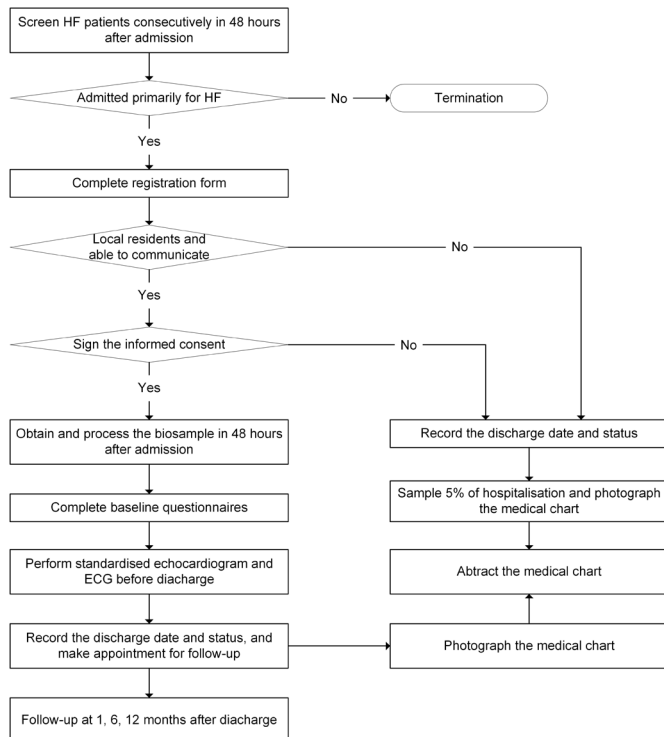 Screen HF patients consecutively in 48 hours
after admission
Admitted primarily for HF
No
Termination
Yes
Complete registration form
Local residents and
able to communicate
No
Yes
Sign the informed consent
No
Yes
Obtain and process the biosample in 48 hours
after admission
Record the discharge date and status
Complete baseline questionnaires
Sample 5% of hospitalisation and photograph
the medical chart
Perform standardised echocardiogram and
ECG before diacharge
Abtract the medical chart
Record the discharge date and status, and
make appointment for follow-up
Photograph the medical chart
Follow-up at 1, 6, 12 months after diacharge